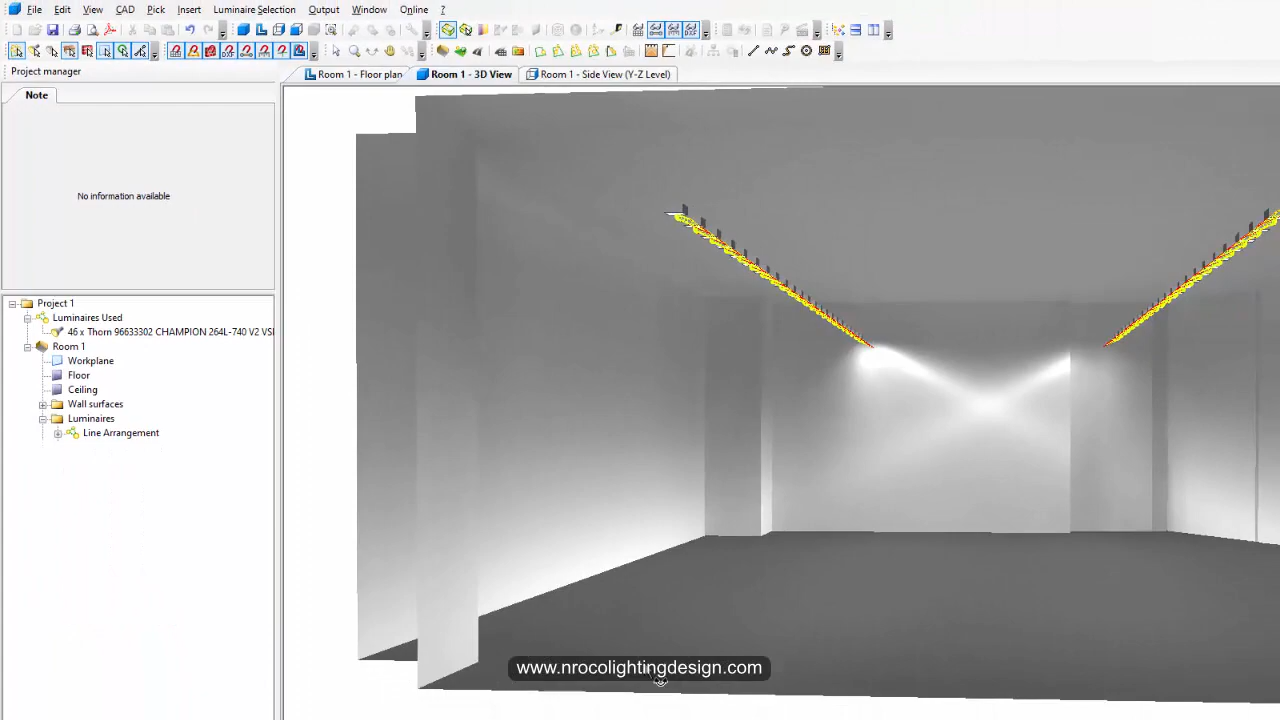 File Edit View CAD Pick Insert Luminaire Selection Output Window Online ?
Project manager
Room 1 - Floor plan Room 1 - 3D View Room 1 - Side View (Y-Z Level)
Note
No information available
Project 1
Luminaires Used
46 x Thorn 96633302 CHAMPION 264L-740 V2 VS
Room 1
Workplane
Floor
Ceiling
Wall surfaces
Luminaires
Line Arrangement
www.nrocolightingdesign.com